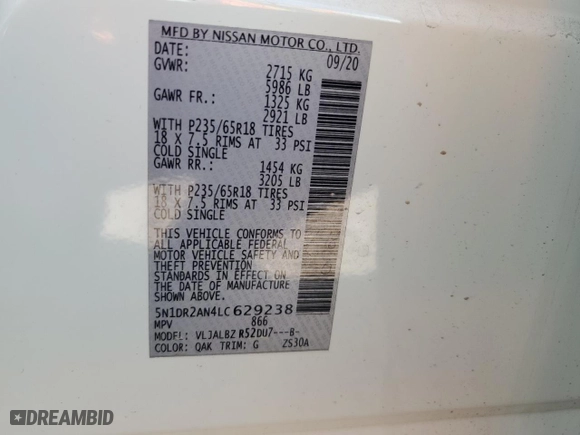 MFD BY NISSAN MOTOR CO., LTD.
DATE: 09/20
GVWR: 2715 KG
5986 LB
GAWR FR.: 1325 KG
2921 LB
WITH P235/65R18 TIRES
18 X 7.5 RIMS AT 33 PSI
COLD SINGLE
GAWR RR.: 1454 KG
3205 LB
WITH P235/65R18 TIRES
18 X 7.5 RIMS AT 33 PSI
COLD SINGLE
THIS VEHICLE CONFORMS TO
ALL APPLICABLE FEDERAL
MOTOR VEHICLE SAFETY AND
THEFT PREVENTION
STANDARDS IN EFFECT ON
THE DATE OF MANUFACTURE
SHOWN ABOVE.
5N1DR2AN4LC629238
MPV 866
MODEL: VLJALBZ R52DU7---B-
COLOR: QAK TRIM: G ZS30A
DREAMBID